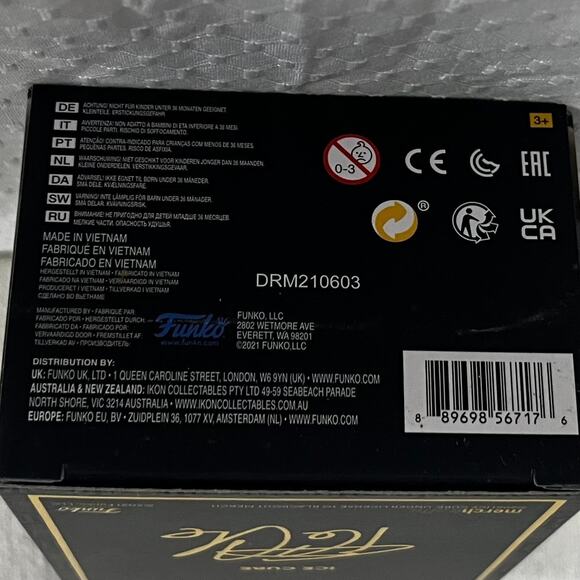 DE ACHTUNG! NICHT FÜR KINDER UNTER 36 MONATEN GEEIGNET.
KLEINTEILE. ERSTICKUNGSGEFAHR
IT AVVERTENZA! NON ADATTO A BAMBINI DI ETA INFERIORE A 36 MESI.
PICCOLE PARTI. RISCHIO DI SOFFOCAMENTO.
PT ATENÇÃO! CONTRA-INDICADO PARA CRIANÇAS COM MENOS DE 36 MESES.
PEQUENAS PARTES. RISCO DE ASFIXIA.
NL WAARSCHUWING! NIET GESCHIKT VOOR KINDEREN JONGER DAN 36 MAANDEN
KLEINE ONDERDELEN. VERSTIKKINGSGEVAAR.
DA ADVARSEL! IKKE EGNET TIL BØRN UNDER 36 MÅNEDER.
SMÅ DELE. KVÆLNINGSFARE.
SW VARNING! INTE LÄMPLIG FÖR BARN UNDER 36 MÅNADER.
SMÅ DELAR. KVÄVNINGSRISK.
RU ВНИМАНИЕ! НЕ ПРИГОДНО ДЛЯ ДЕТЕЙ МЛАДШЕ 36 МЕСЯЦЕВ.
МЕЛКИЕ ЧАСТИ, ОПАСНОСТЬ УДУШЬЯ.
3+
0-3
CE
EAC
®
UK
CA
MADE IN VIETNAM
FABRIQUÉ EN VIETNAM
FABRICADO EN VIETNAM
HERGESTELLT IN VIETNAM • FABBRICATO IN VIETNAM
FABRICADO NA VIETNAM • VERVAARDIGD IN VIETNAM
PRODUCERET I VIETNAM • TILLVERKAD I VIETNAM
СДЕЛАНО ВО ВЬЕТНАМЕ
DRM210603
MANUFACTURED BY • FABRIQUÉ PAR:
FABRICADO POR • HERGESTELLT DURCH:
FABBRICATO DA • FABRICADO POR:
VERVAARDIGD DOOR • FREMSTILLET AF:
TILLVERKAD AV • ПРОИЗВОДИТЕЛЬ:
Funko
www.funko.com
FUNKO, LLC
2802 WETMORE AVE
EVERETT, WA 98201
©2021 FUNKO,LLC
DISTRIBUTION BY:
UK: FUNKO UK, LTD • 1 QUEEN CAROLINE STREET, LONDON, W6 9YN (UK) • WWW.FUNKO.COM
AUSTRALIA & NEW ZEALAND: IKON COLLECTABLES PTY LTD 49-59 SEABEACH PARADE
NORTH SHORE, VIC 3214 AUSTRALIA • WWW.IKONCOLLECTABLES.COM.AU
EUROPE: FUNKO EU, BV • ZUIDPLEIN 36, 1077 XV, AMSTERDAM (NL) • WWW.FUNKO.COM
8 89698 56717 6
Funko
merch
ICE CUBE